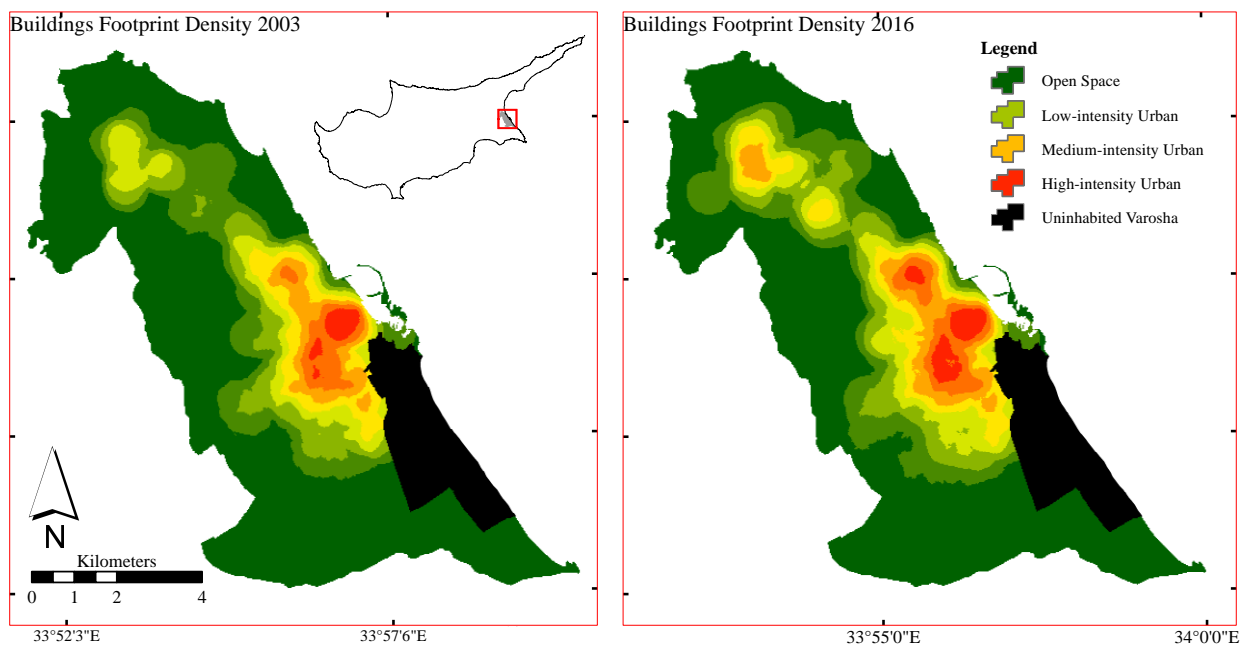 Buildings Footprint Density 2003
N
Kilometers
0 1 2 4
33°52'3"E
33°57'6"E
Buildings Footprint Density 2016
Legend
Open Space
Low-intensity Urban
Medium-intensity Urban
High-intensity Urban
Uninhabited Varosha
33°55'0"E
34°0'0"E